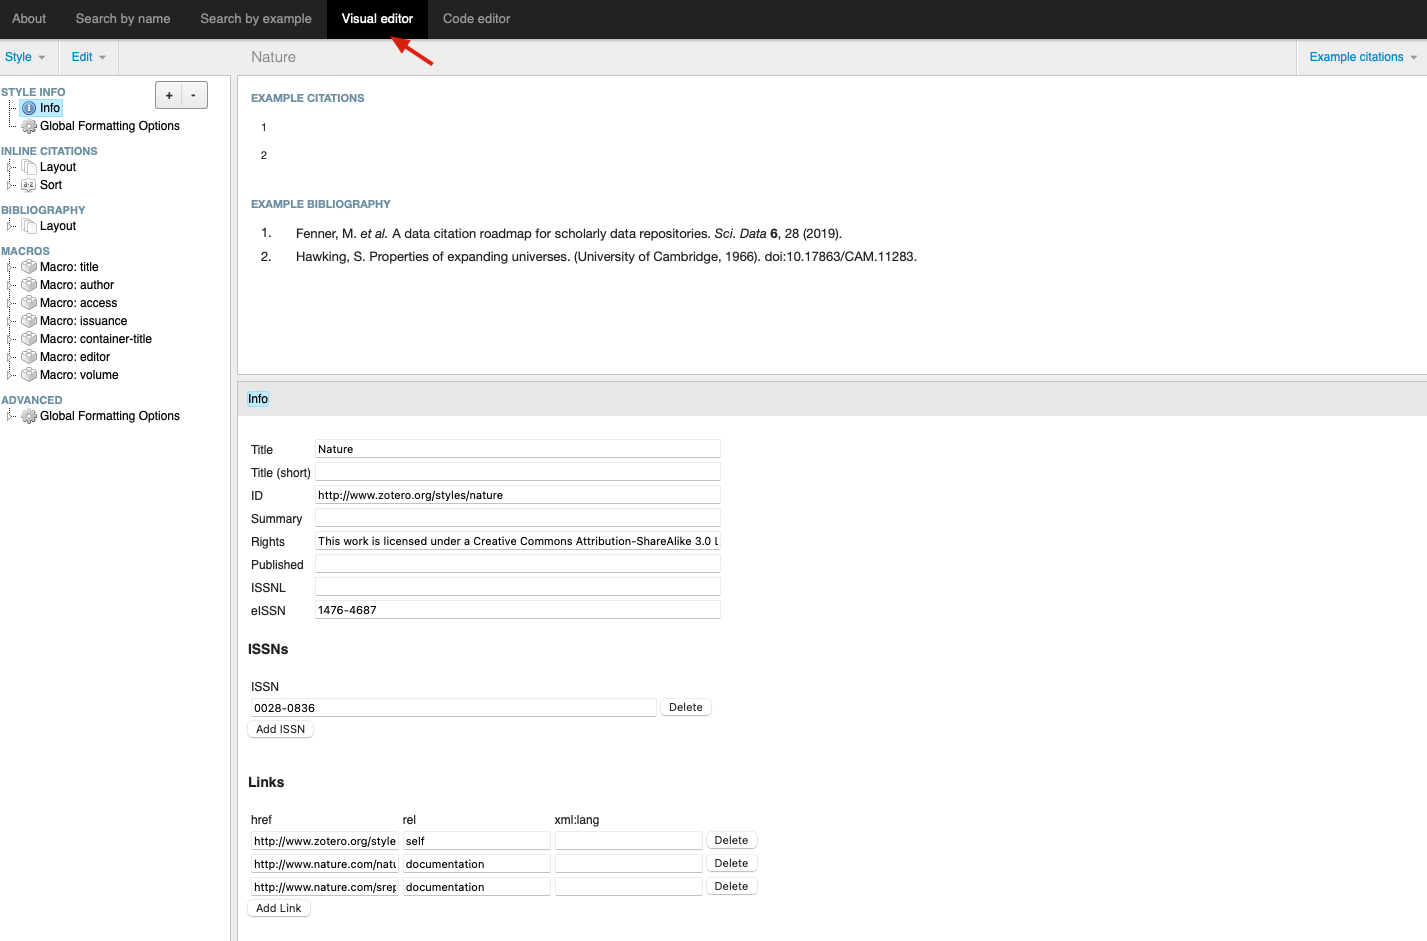 About Search by name Search by example Visual editor Code editor
Style Edit Nature Example citations
STYLE INFO
+ -
Info
Global Formatting Options
INLINE CITATIONS
Layout
Sort
BIBLIOGRAPHY
Layout
MACROS
Macro: title
Macro: author
Macro: access
Macro: issuance
Macro: container-title
Macro: editor
Macro: volume
ADVANCED
Global Formatting Options
EXAMPLE CITATIONS
1
2
EXAMPLE BIBLIOGRAPHY
1. Fenner, M. et al. A data citation roadmap for scholarly data repositories. Sci. Data 6, 28 (2019).
2. Hawking, S. Properties of expanding universes. (University of Cambridge, 1966). doi:10.17863/CAM.11283.
Info
Title Nature
Title (short)
ID http://www.zotero.org/styles/nature
Summary
Rights This work is licensed under a Creative Commons Attribution-ShareAlike 3.0 L
Published
ISSNL
eISSN 1476-4687
ISSNs
ISSN
0028-0836 Delete
Add ISSN
Links
href rel xml:lang
http://www.zotero.org/style self Delete
http://www.nature.com/natu documentation Delete
http://www.nature.com/srep documentation Delete
Add Link